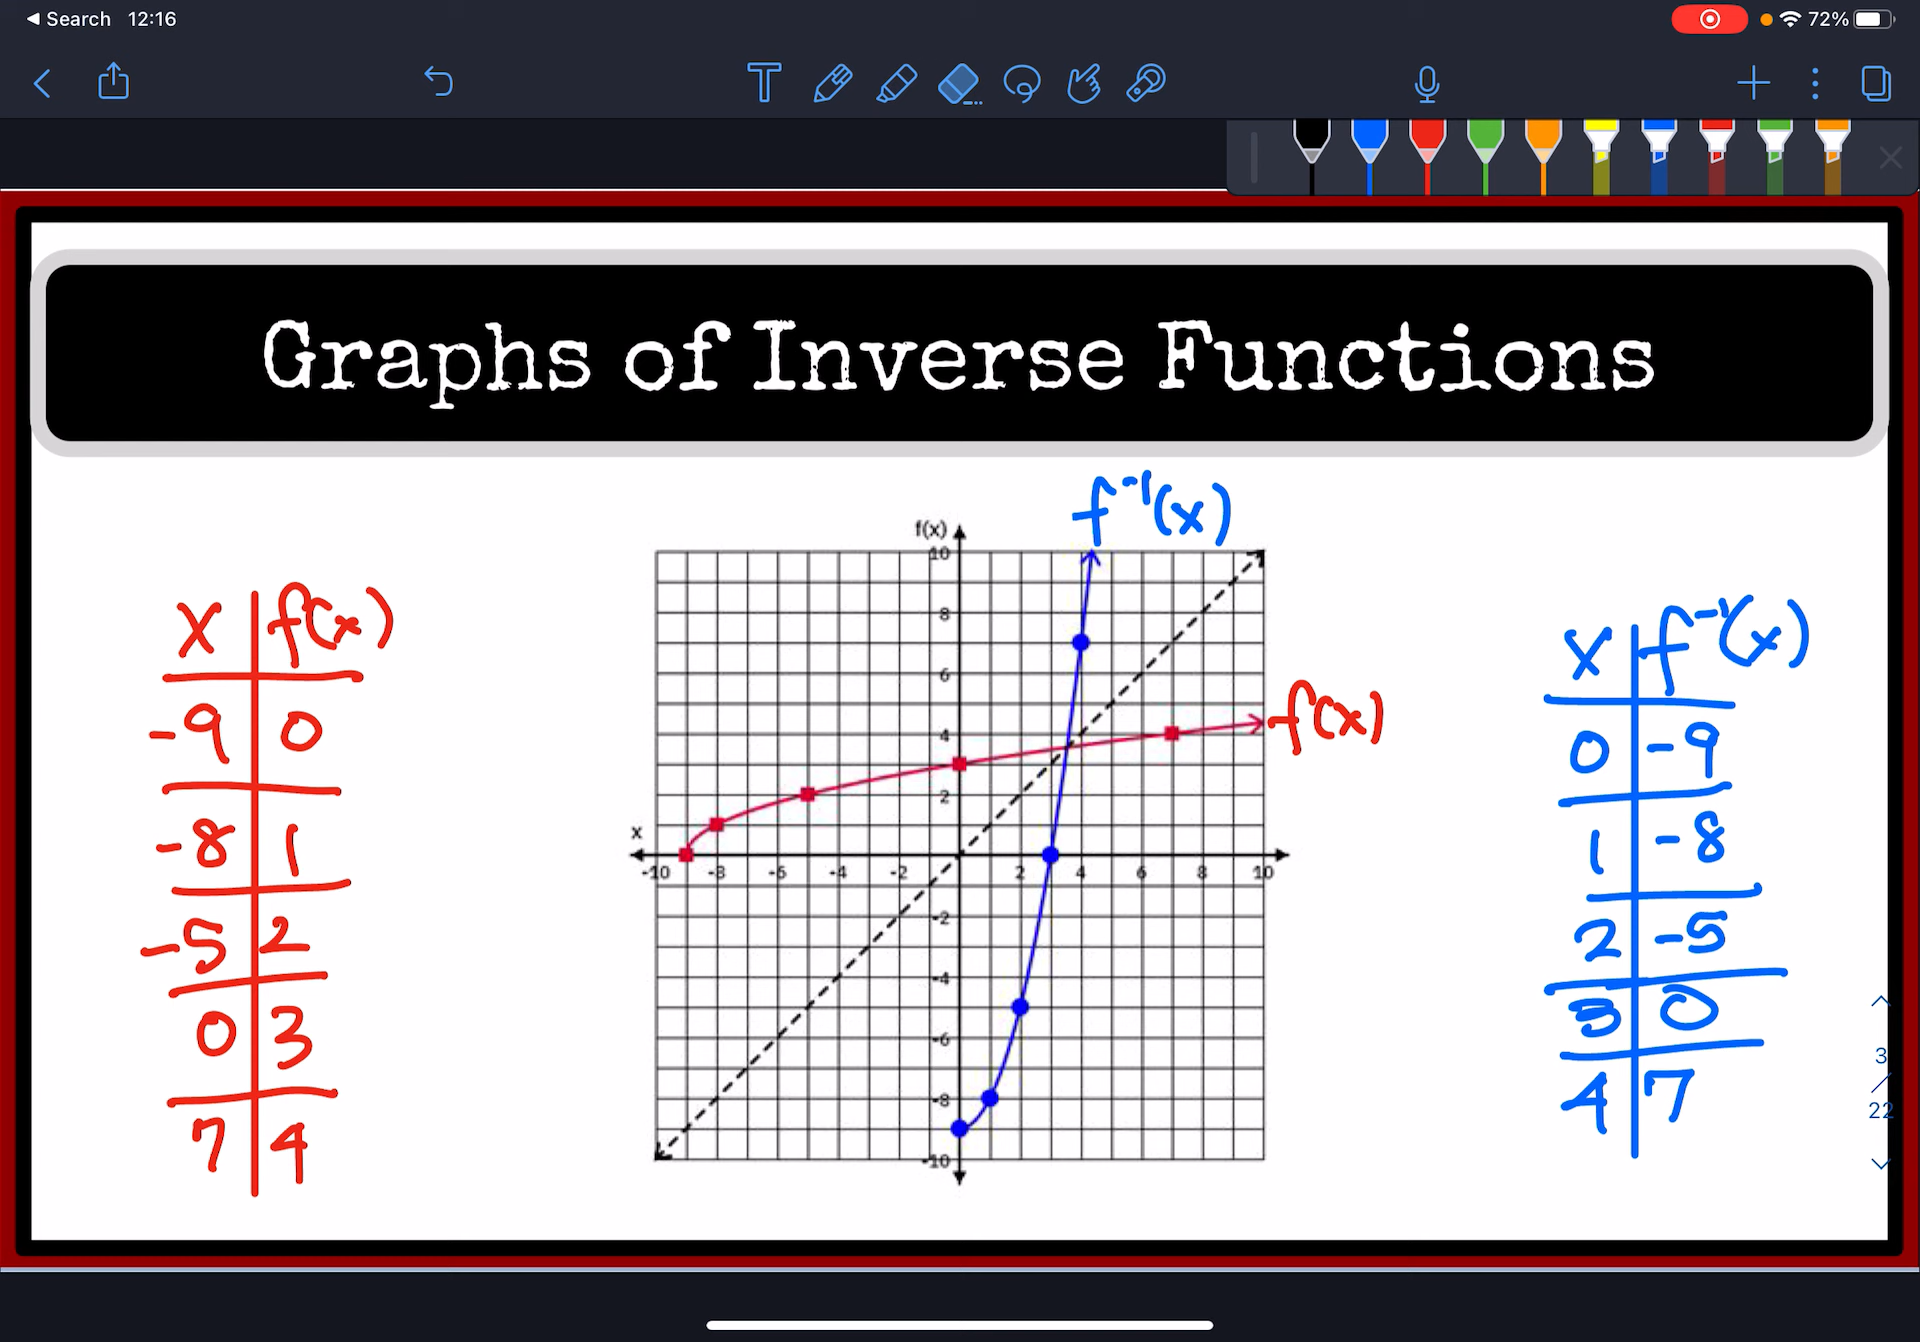 Search 12:16
72%
Graphs of Inverse Functions
f⁻¹(x)
f(x)
10
8
6
4
2
-2
-4
-6
-8
-10
x
-10 -8 -5 -4 -2 2 4 6 8 10
f(x)
x f(x)
-9 0
-8 1
-5 2
0 3
7 4
x f⁻¹(x)
0 -9
1 -8
2 -5
3 0
4 7
3
/
22